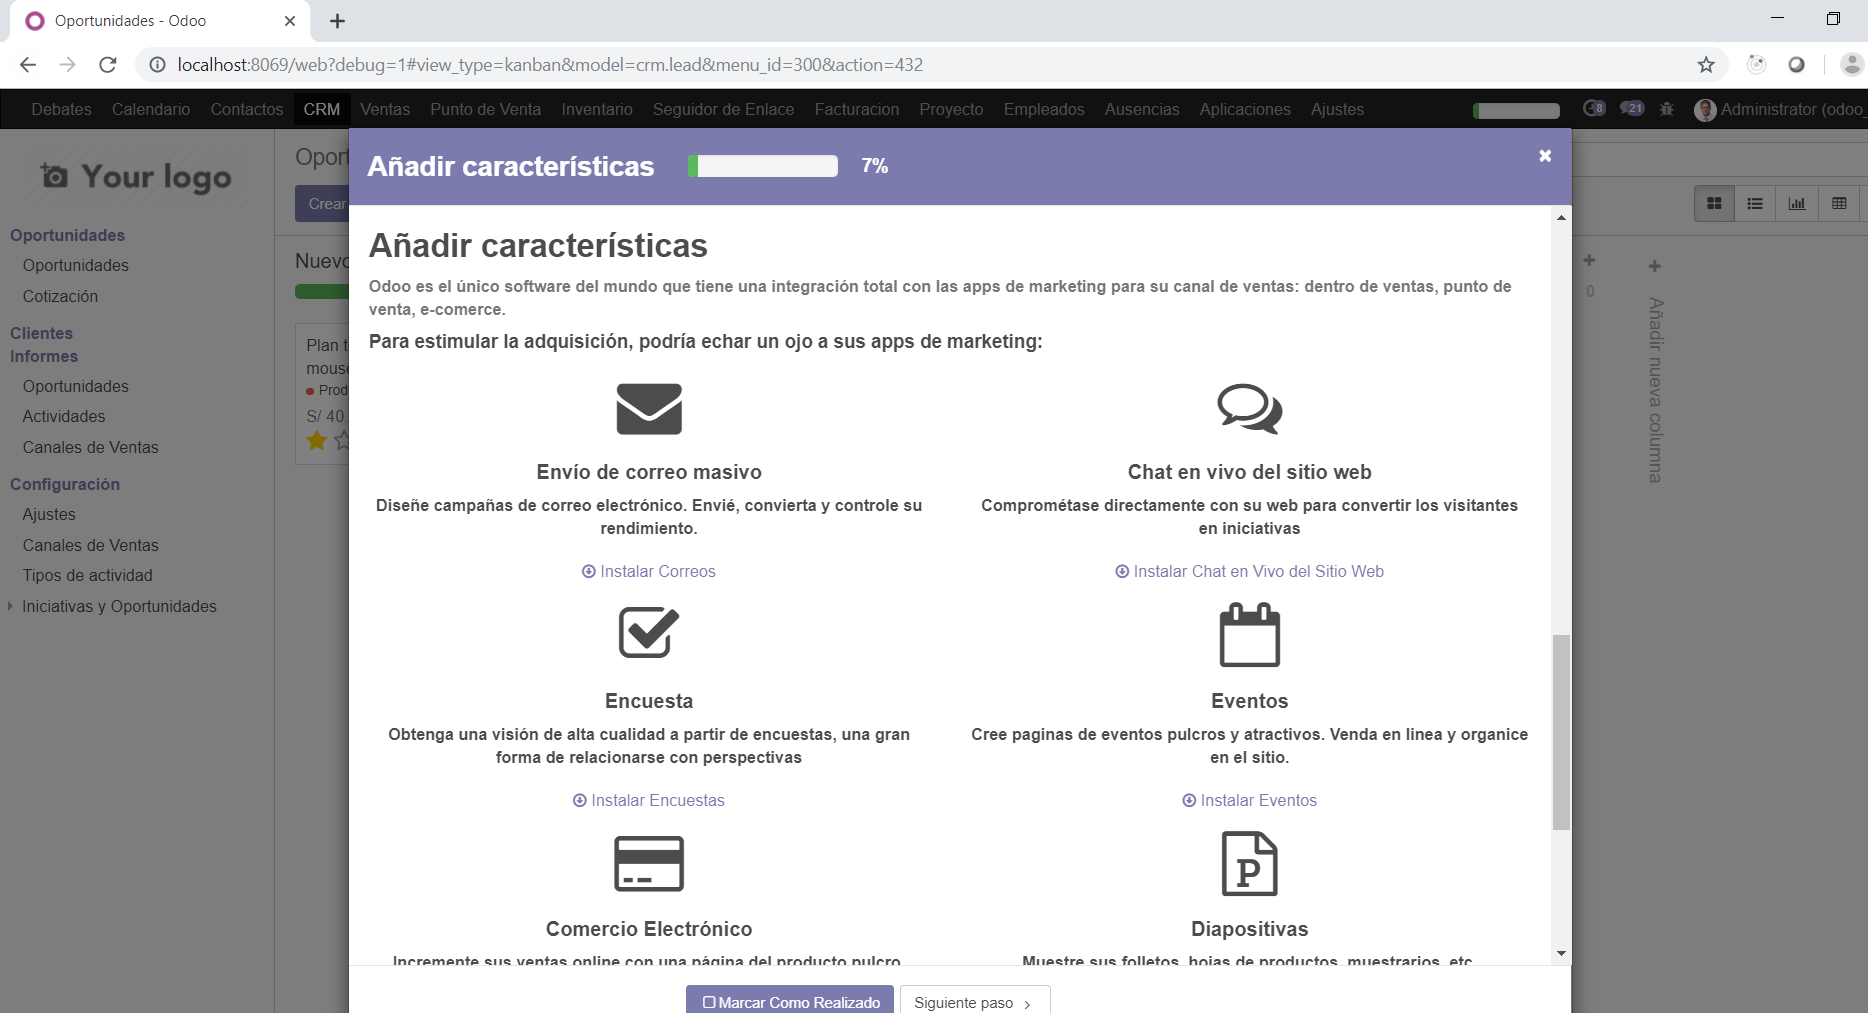 Oportunidades - Odoo
localhost:8069/web?debug=1#view_type=kanban&model=crm.lead&menu_id=300&action=432
Debates Calendario Contactos CRM Ventas Punto de Venta Inventario Seguidor de Enlace Facturacion Proyecto Empleados Ausencias Aplicaciones Ajustes 8 21 Administrator (odoo_
Your logo
Oportunidades
Oportunidades
Cotización
Clientes
Informes
Oportunidades
Actividades
Canales de Ventas
Configuración
Ajustes
Canales de Ventas
Tipos de actividad
Iniciativas y Oportunidades
Oport
Crear
Nuevo
Plan t
mouse
Prod
S/ 40.
0
Añadir nueva columna
Añadir características 7%
Añadir características
Odoo es el único software del mundo que tiene una integración total con las apps de marketing para su canal de ventas: dentro de ventas, punto de
venta, e-comerce.
Para estimular la adquisición, podría echar un ojo a sus apps de marketing:
Envío de correo masivo
Diseñe campañas de correo electrónico. Envié, convierta y controle su
rendimiento.
Instalar Correos
Chat en vivo del sitio web
Comprométase directamente con su web para convertir los visitantes
en iniciativas
Instalar Chat en Vivo del Sitio Web
Encuesta
Obtenga una visión de alta cualidad a partir de encuestas, una gran
forma de relacionarse con perspectivas
Instalar Encuestas
Eventos
Cree paginas de eventos pulcros y atractivos. Venda en linea y organice
en el sitio.
Instalar Eventos
Comercio Electrónico
Incremente sus ventas online con una página del producto pulcro
Diapositivas
Muestre sus folletos, hojas de productos, muestrarios, etc
Marcar Como Realizado
Siguiente paso